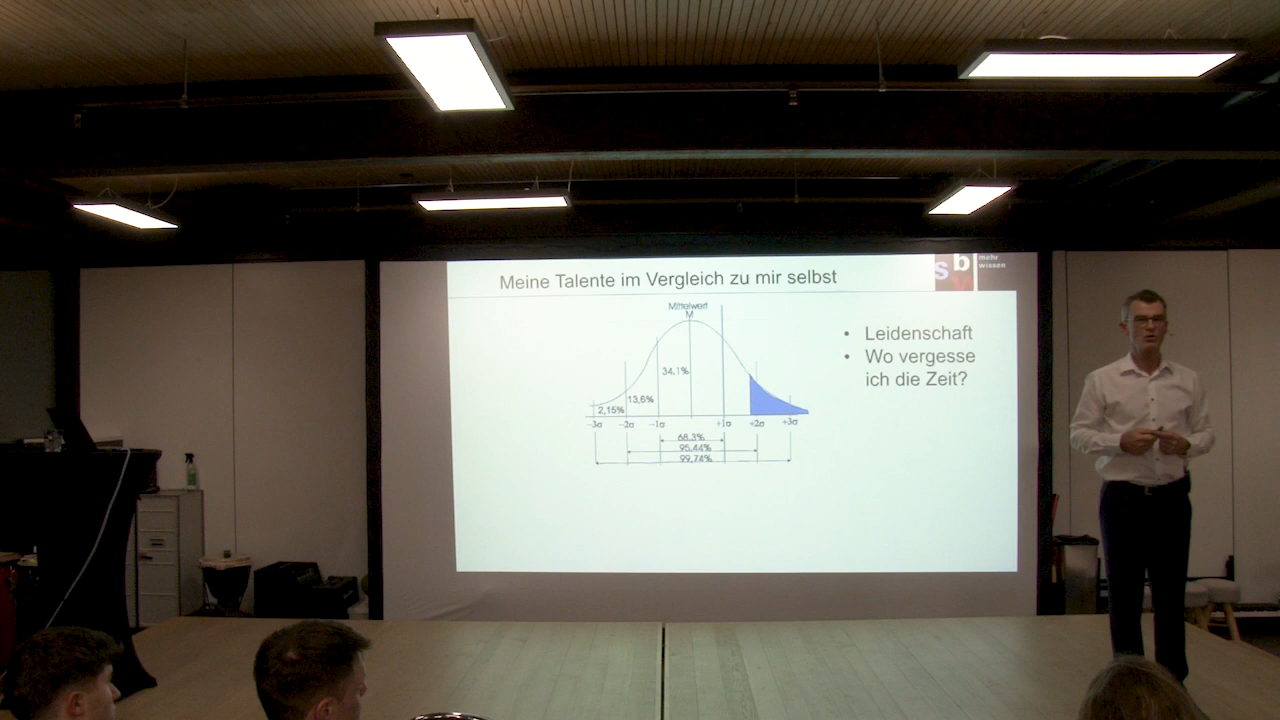 Meine Talente im Vergleich zu mir selbst
sb
v
mehr
wissen
Mittelwert
M
34,1%
13,6%
2,15%
-3σ -2σ -1σ +1σ +2σ +3σ
68,3%
95,44%
99,74%
• Leidenschaft
• Wo vergesse
ich die Zeit?